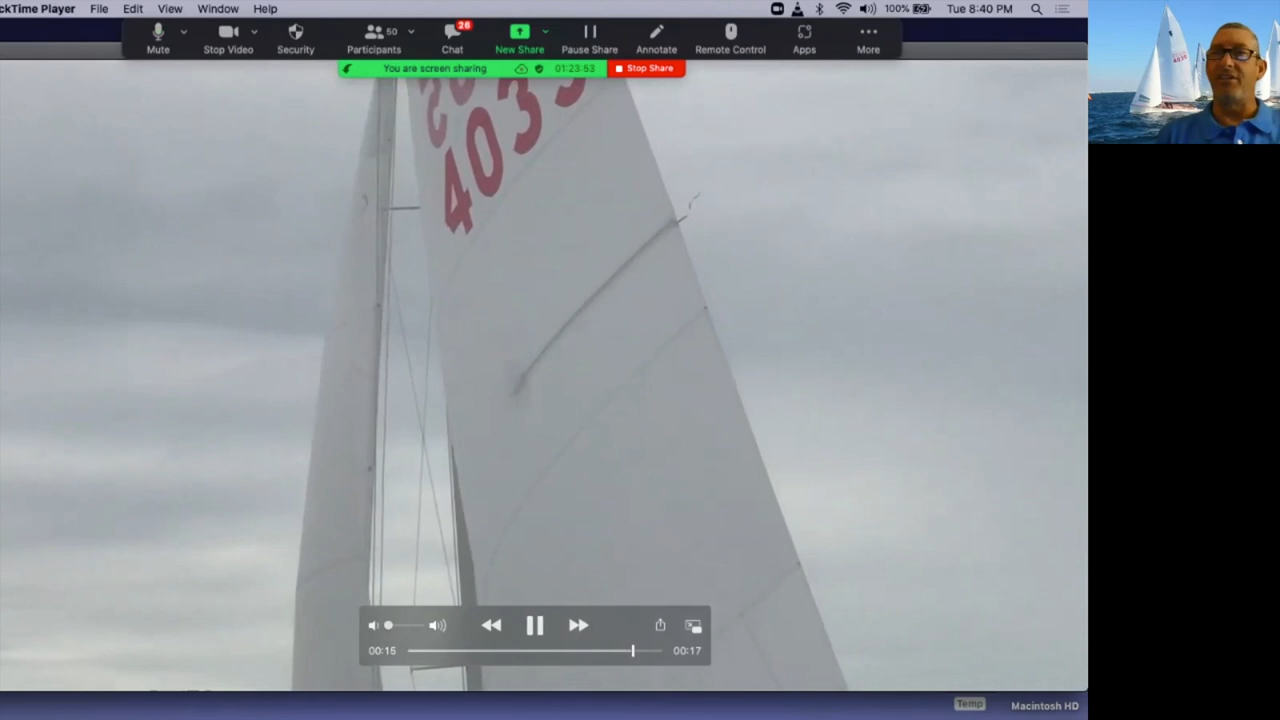 ckTime Player File Edit View Window Help 100% Tue 8:40 PM
50 26
Mute Stop Video Security Participants Chat New Share Pause Share Annotate Remote Control Apps More
You are screen sharing 01:23:53 Stop Share
4036
403
00:15 00:17
Temp Macintosh HD